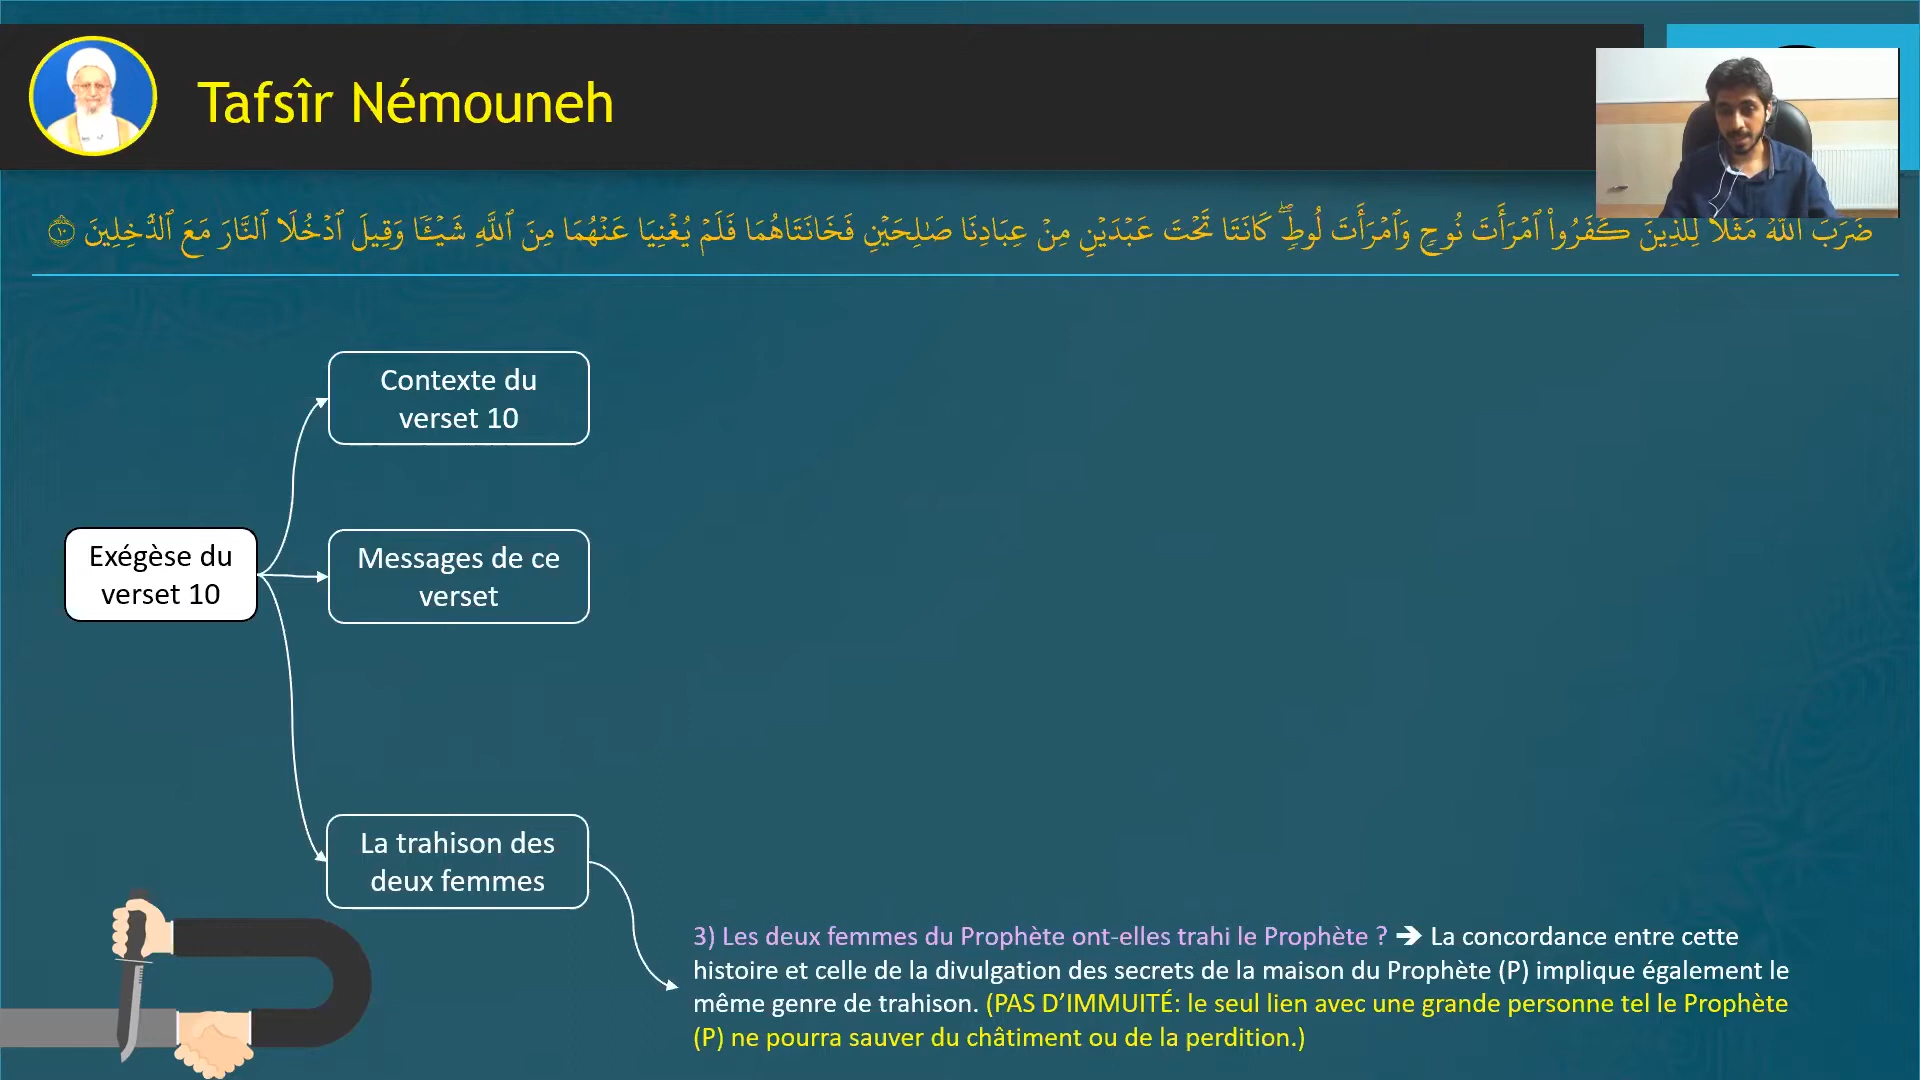 Tafsîr Némouneh
ضَرَبَ ٱللَّهُ مَثَلًا لِّلَّذِينَ كَفَرُوا۟ ٱمْرَأَتَ نُوحٍ وَٱمْرَأَتَ لُوطٍ ۖ كَانَتَا تَحْتَ عَبْدَيْنِ مِنْ عِبَادِنَا صَٰلِحَيْنِ فَخَانَتَاهُمَا فَلَمْ يُغْنِيَا عَنْهُمَا مِنَ ٱللَّهِ شَيْـًٔا وَقِيلَ ٱدْخُلَا ٱلنَّارَ مَعَ ٱلدَّٰخِلِينَ ١٠
Contexte du
verset 10
Exégèse du
verset 10
Messages de ce
verset
La trahison des
deux femmes
3) Les deux femmes du Prophète ont-elles trahi le Prophète ? ➔ La concordance entre cette
histoire et celle de la divulgation des secrets de la maison du Prophète (P) implique également le
même genre de trahison. (PAS D’IMMUITÉ: le seul lien avec une grande personne tel le Prophète
(P) ne pourra sauver du châtiment ou de la perdition.)